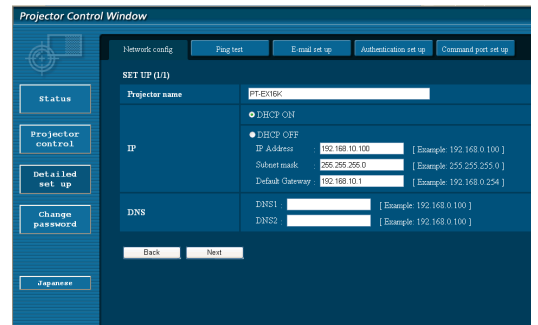 Projector Control Window
Network config
Ping test
E-mail set up
Authentication set up
Command port set up
SET UP (1/1)
Projector name
PT-EX16K
DHCP ON
IP
DHCP OFF
IP Address : 192.168.10.100 [ Example: 192.168.0.100 ]
Subnet mask : 255.255.255.0 [ Example: 255.255.255.0 ]
Default Gateway : 192.168.10.1 [ Example: 192.168.0.254 ]
DNS
DNS1 : [ Example: 192.168.0.100 ]
DNS2 : [ Example: 192.168.0.100 ]
Back
Next
Status
Projector
control
Detailed
set up
Change
password
Japanese